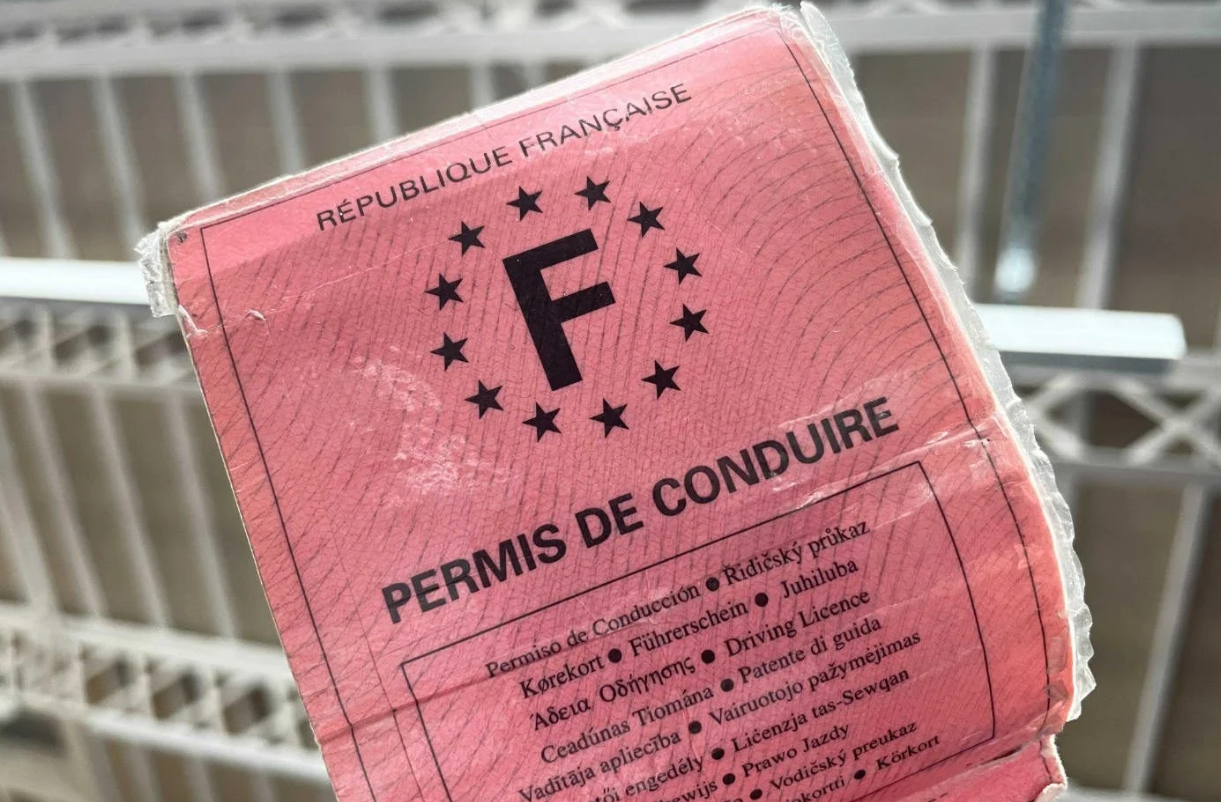 RÉPUBLIQUE FRANÇAISE
F
PERMIS DE CONDUIRE
Permiso de Conducción ● Řidičský průkaz
Kørekort ● Führerschein ● Juhiluba
Άδεια Οδήγησης ● Driving Licence
Ceadúnas Tiomána ● Patente di guida
Vadītāja apliecība ● Vairuotojo pažymėjimas
engedély ● Liċenzja tas-Sewqan
● Prawo Jazdy
● Vodičský preukaz
● Körkort